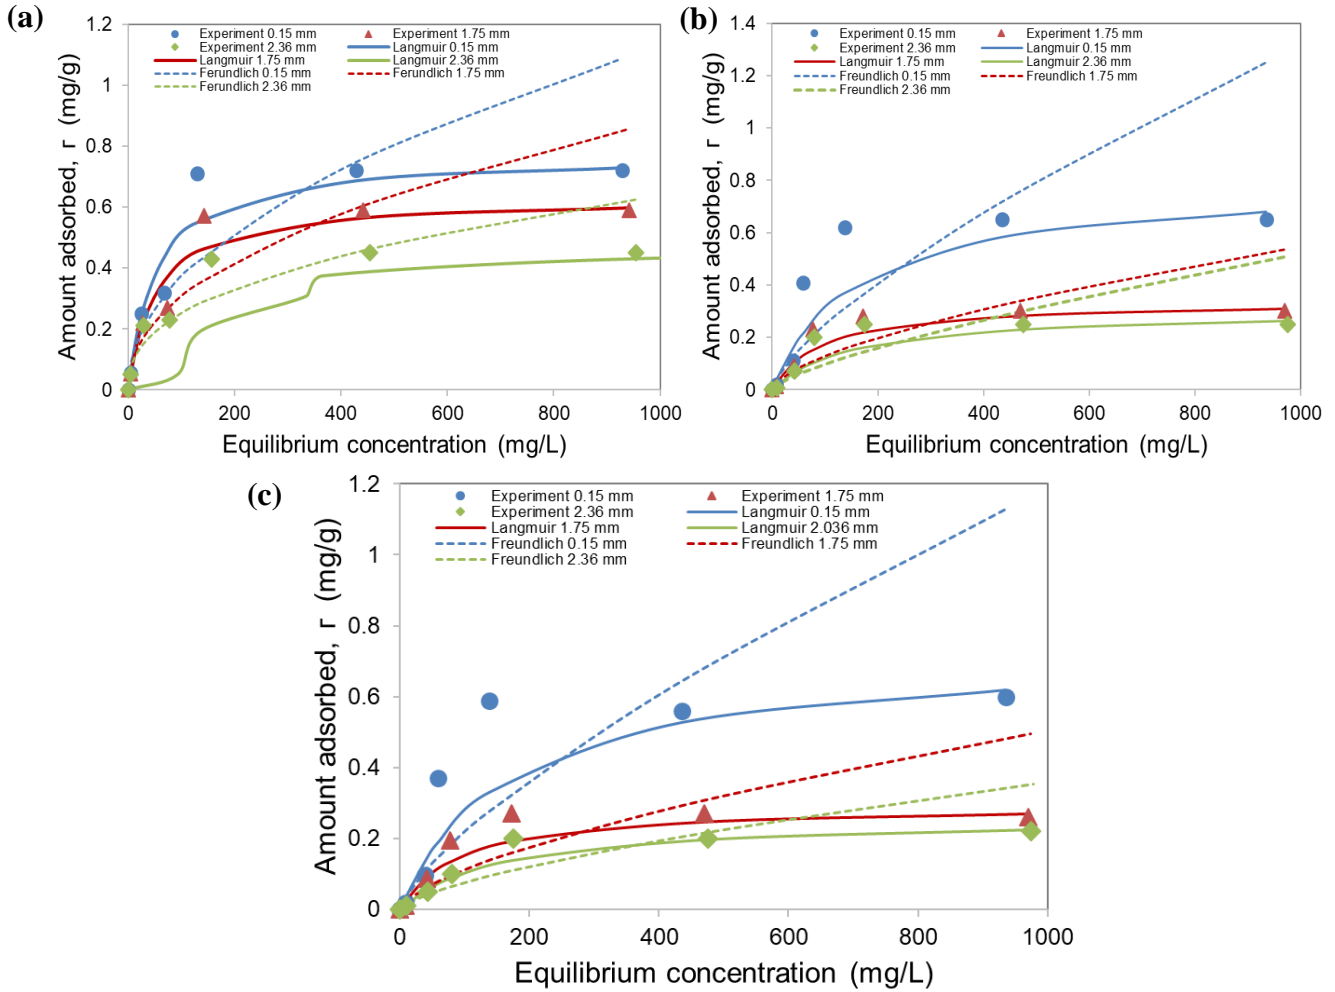 (a)
1.2
1
0.8
0.6
0.4
0.2
0
Amount adsorbed, г (mg/g)
Experiment 0.15 mm
Experiment 1.75 mm
Experiment 2.36 mm
Langmuir 0.15 mm
Langmuir 1.75 mm
Langmuir 2.36 mm
Ferundlich 0.15 mm
Ferundlich 1.75 mm
Ferundlich 2.36 mm
0 200 400 600 800 1000
Equilibrium concentration (mg/L)
(b)
1.4
1.2
1
0.8
0.6
0.4
0.2
0
Amount adsorbed, г (mg/g)
Experiment 0.15 mm
Experiment 1.75 mm
Experiment 2.36 mm
Langmuir 0.15 mm
Langmuir 1.75 mm
Langmuir 2.36 mm
Freundlich 0.15 mm
Freundlich 1.75 mm
Freundlich 2.36 mm
0 200 400 600 800 1000
Equilibrium concentration (mg/L)
(c)
1.2
1
0.8
0.6
0.4
0.2
0
Amount adsorbed, г (mg/g)
Experiment 0.15 mm
Experiment 1.75 mm
Experiment 2.36 mm
Langmuir 0.15 mm
Langmuir 1.75 mm
Langmuir 2.036 mm
Freundlich 0.15 mm
Freundlich 1.75 mm
Freundlich 2.36 mm
0 200 400 600 800 1000
Equilibrium concentration (mg/L)